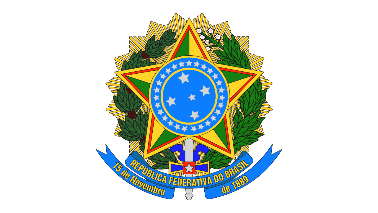 REPÚBLICA FEDERATIVA DO BRASIL
15 de Novembro
de 1889